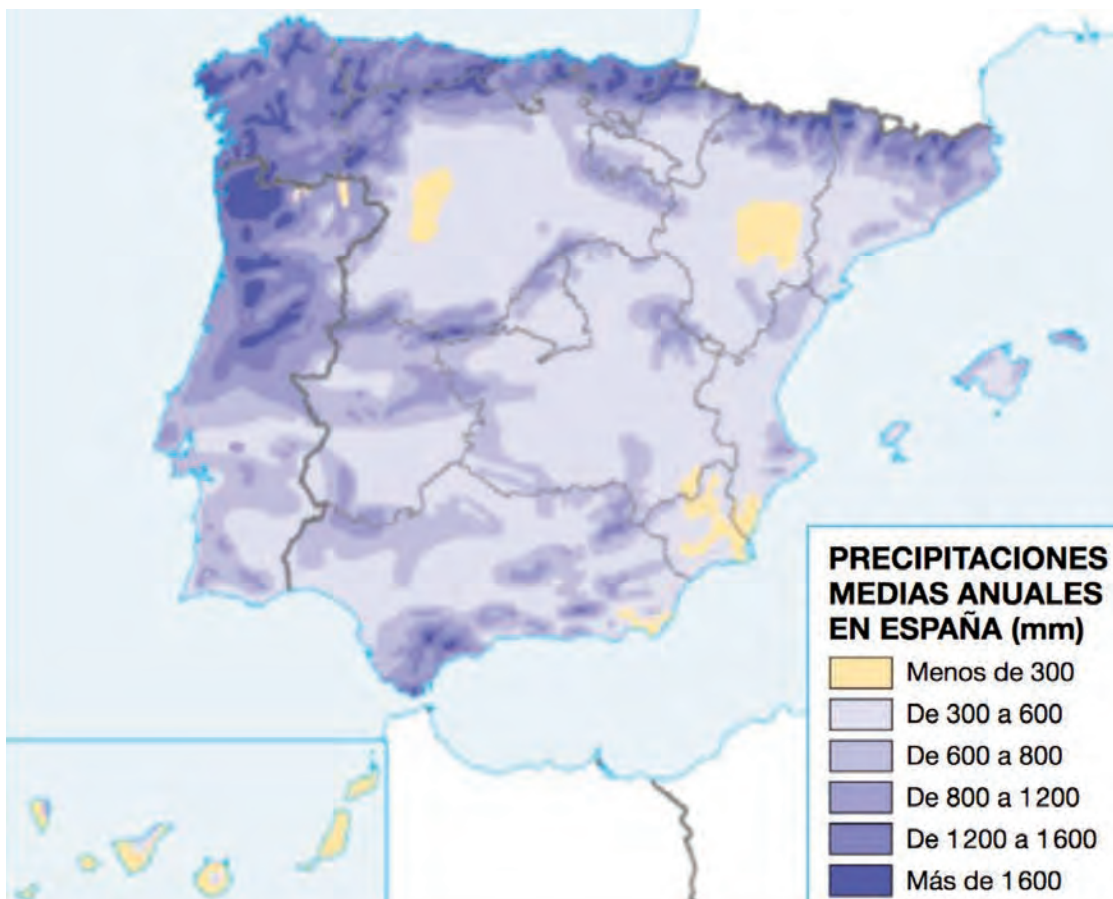 PRECIPITACIONES
MEDIAS ANUALES
EN ESPAÑA (mm)
Menos de 300
De 300 a 600
De 600 a 800
De 800 a 1200
De 1200 a 1600
Más de 1600